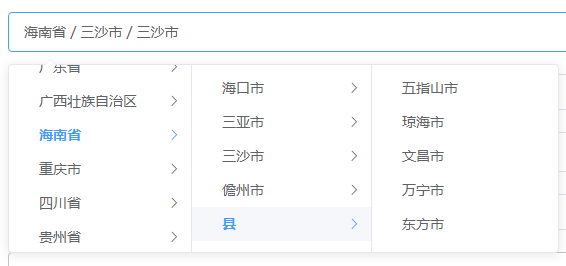 海南省 / 三沙市 / 三沙市
广东省
广西壮族自治区
海南省
重庆市
四川省
贵州省
海口市
三亚市
三沙市
儋州市
县
五指山市
琼海市
文昌市
万宁市
东方市